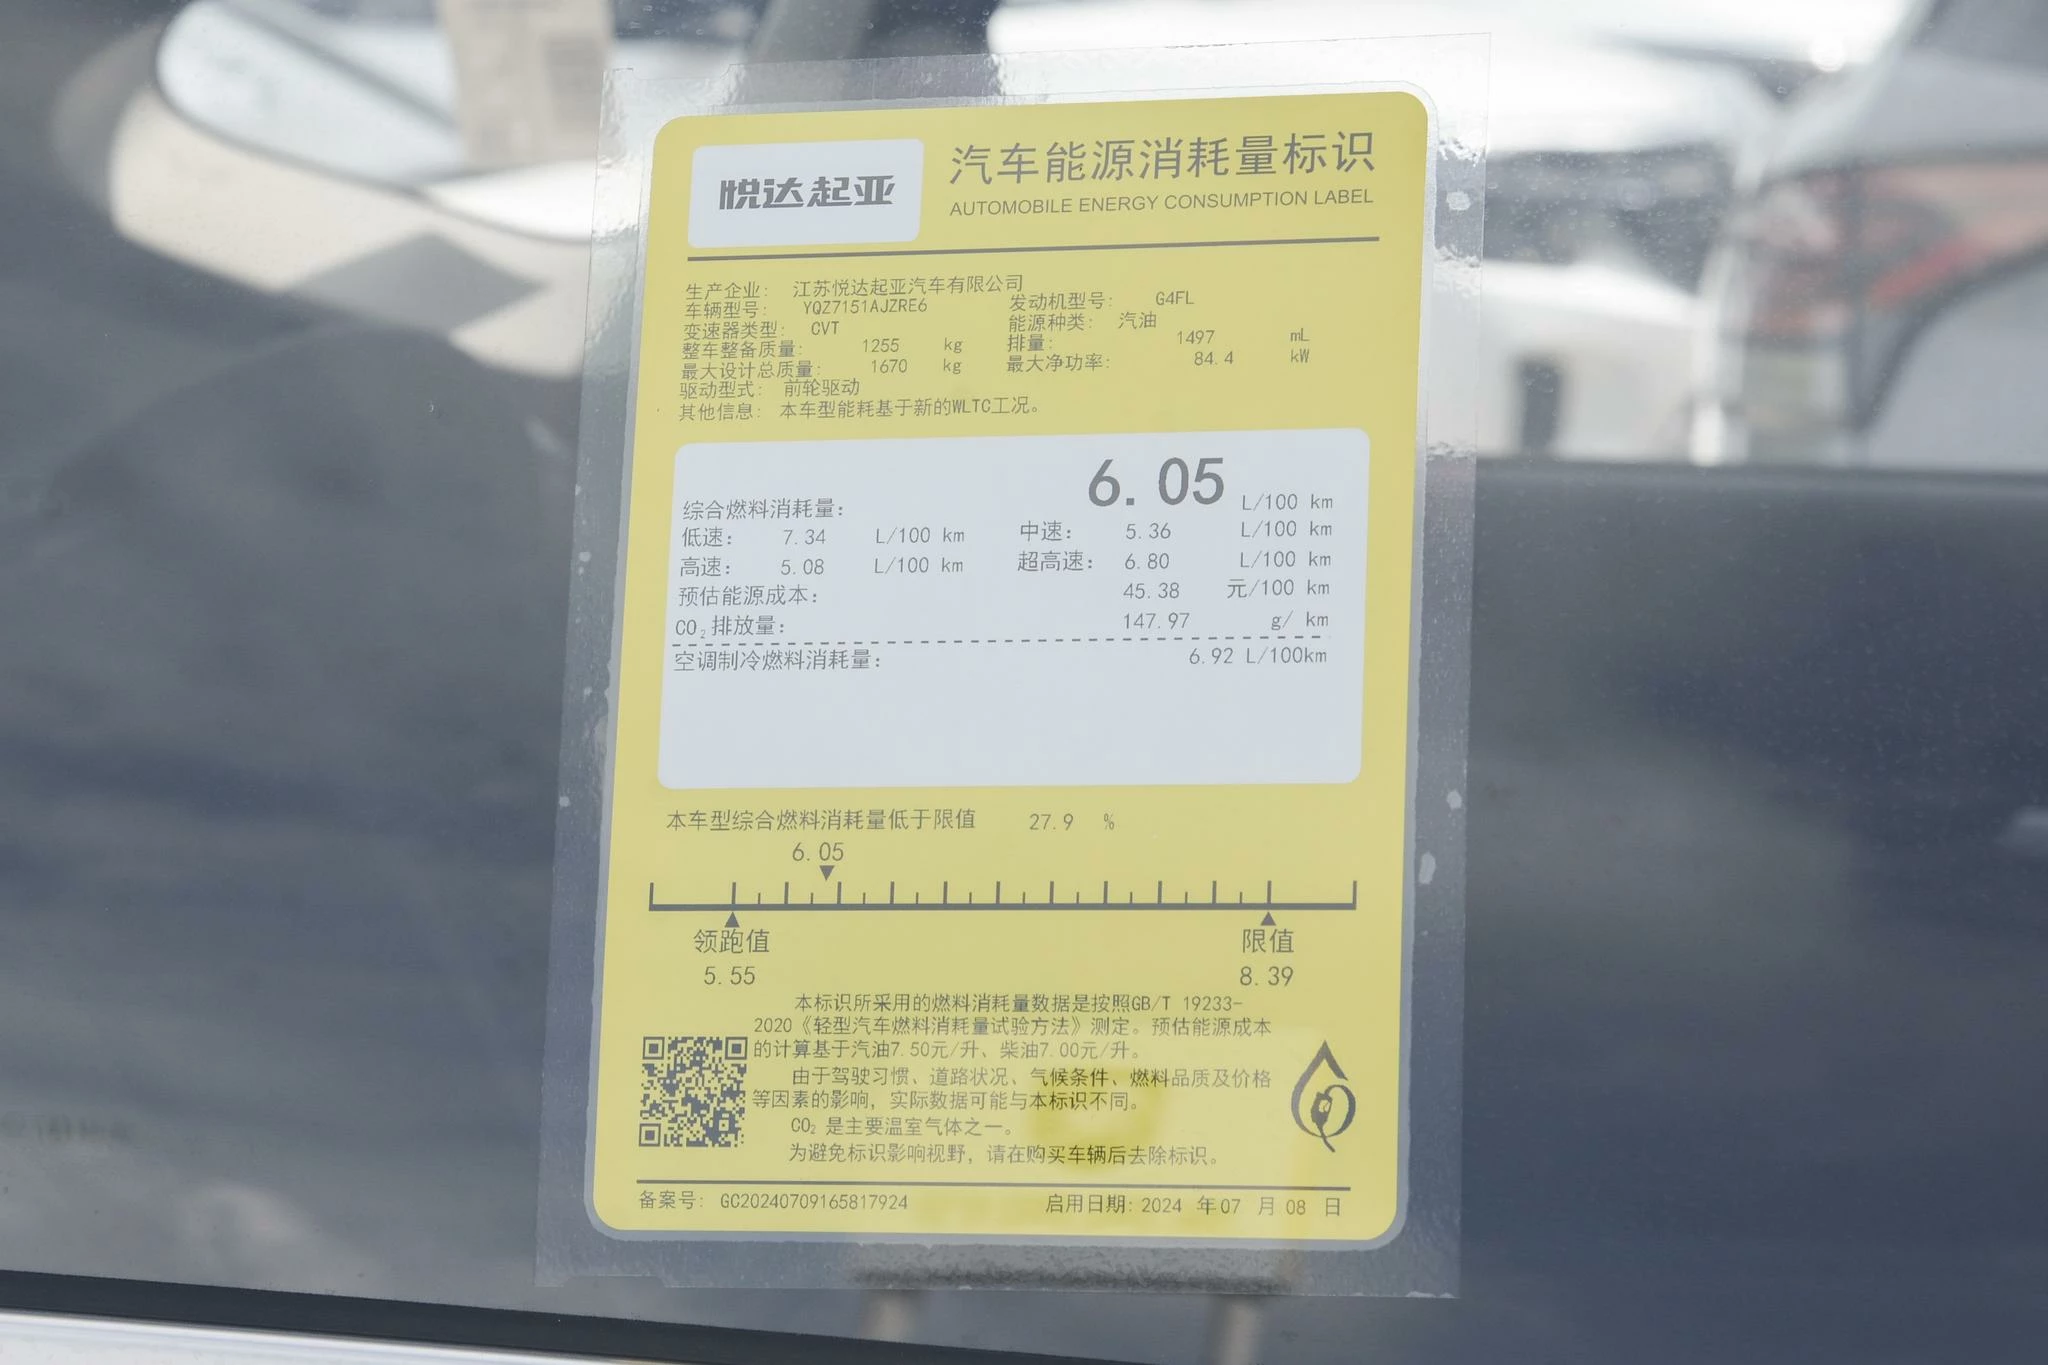 悦达起亚
汽车能源消耗量标识
AUTOMOBILE ENERGY CONSUMPTION LABEL
生产企业: 江苏悦达起亚汽车有限公司
车辆型号: YQZ7151AJZRE6 发动机型号: G4FL
变速器类型: CVT 能源种类: 汽油
整车整备质量: 1255 kg 排量: 1497 mL
最大设计总质量: 1670 kg 最大净功率: 84.4 kW
驱动型式: 前轮驱动
其他信息: 本车型能耗基于新的WLTC工况。
综合燃料消耗量: 6.05 L/100 km
低速: 7.34 L/100 km 中速: 5.36 L/100 km
高速: 5.08 L/100 km 超高速: 6.80 L/100 km
预估能源成本: 45.38 元/100 km
CO₂排放量: 147.97 g/ km
空调制冷燃料消耗量: 6.92 L/100km
本车型综合燃料消耗量低于限值 27.9 %
6.05
领跑值 限值
5.55 8.39
本标识所采用的燃料消耗量数据是按照GB/T 19233-
2020《轻型汽车燃料消耗量试验方法》测定。预估能源成本
的计算基于汽油7.50元/升、柴油7.00元/升。
由于驾驶习惯、道路状况、气候条件、燃料品质及价格
等因素的影响，实际数据可能与本标识不同。
CO₂ 是主要温室气体之一。
为避免标识影响视野，请在购买车辆后去除标识。
备案号: GC20240709165817924 启用日期: 2024 年07 月 08 日